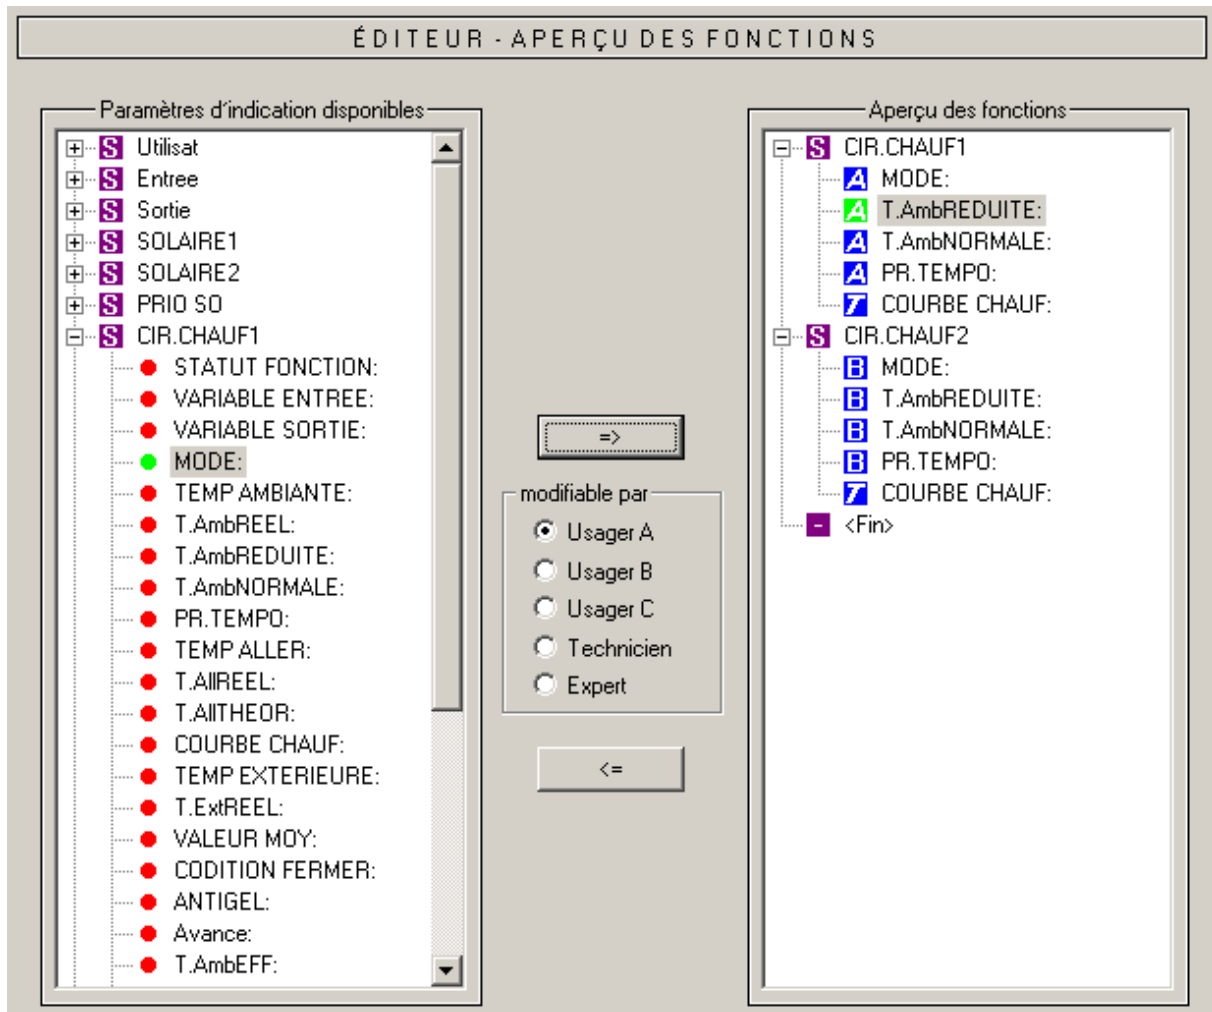 ÉDITEUR - APERÇU DES FONCTIONS
Paramètres d'indication disponibles
S Utilisat
S Entree
S Sortie
S SOLAIRE1
S SOLAIRE2
S PRIO SO
S CIR.CHAUF1
STATUT FONCTION:
VARIABLE ENTREE:
VARIABLE SORTIE:
MODE:
TEMP AMBIANTE:
T.AmbREEL:
T.AmbREDUITE:
T.AmbNORMALE:
PR.TEMPO:
TEMP ALLER:
T.AllREEL:
T.AllTHEOR:
COURBE CHAUF:
TEMP EXTERIEURE:
T.ExtREEL:
VALEUR MOY:
CODITION FERMER:
ANTIGEL:
Avance:
T.AmbEFF:
=>
modifiable par
Usager A
Usager B
Usager C
Technicien
Expert
<=
Aperçu des fonctions
S CIR.CHAUF1
A MODE:
A T.AmbREDUITE:
A T.AmbNORMALE:
A PR.TEMPO:
T COURBE CHAUF:
S CIR.CHAUF2
B MODE:
B T.AmbREDUITE:
B T.AmbNORMALE:
B PR.TEMPO:
T COURBE CHAUF:
- <Fin>